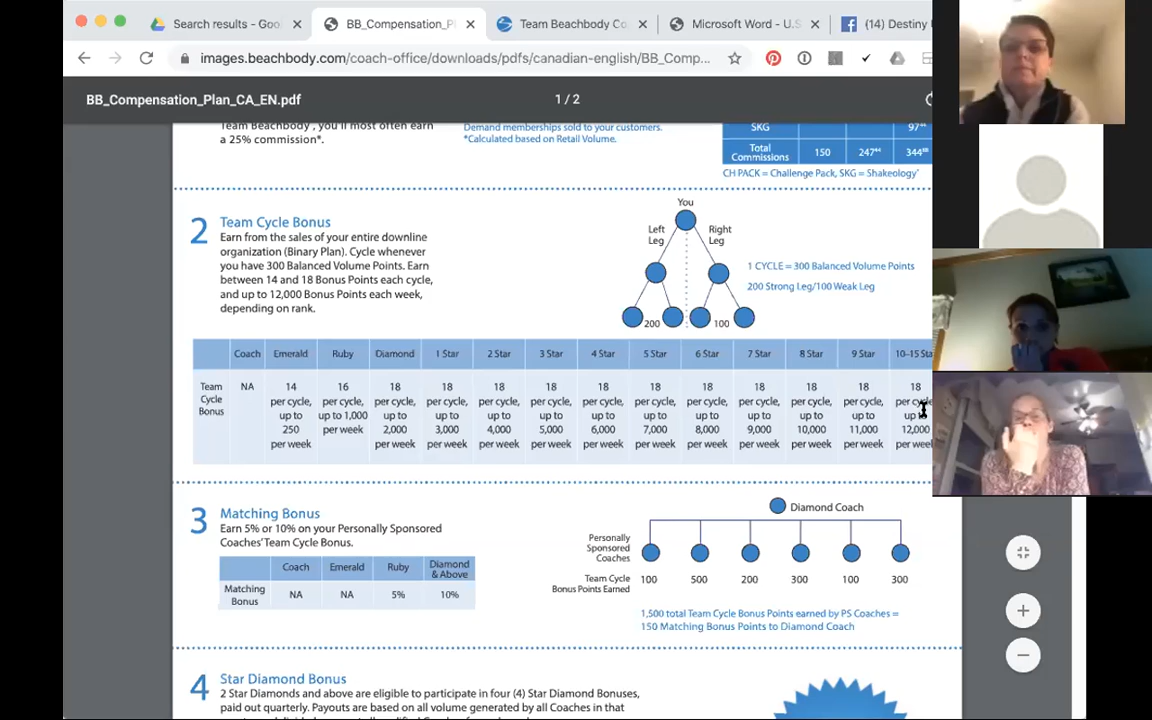 Search results - Goo
BB_Compensation_P
Team Beachbody Co
Microsoft Word - U.S
(14) Destiny
images.beachbody.com/coach-office/downloads/pdfs/canadian-english/BB_Comp...
BB_Compensation_Plan_CA_EN.pdf
1 / 2
Team Beachbody , you'll most often earn
a 25% commission*.
Demand memberships sold to your customers.
*Calculated based on Retail Volume.
SKG 97
Total Commissions 150 247 344
CH PACK = Challenge Pack, SKG = Shakeology
2
Team Cycle Bonus
Earn from the sales of your entire downline
organization (Binary Plan). Cycle whenever
you have 300 Balanced Volume Points. Earn
between 14 and 18 Bonus Points each cycle,
and up to 12,000 Bonus Points each week,
depending on rank.
You
Left Leg
Right Leg
200
100
1 CYCLE = 300 Balanced Volume Points
200 Strong Leg/100 Weak Leg
Coach Emerald Ruby Diamond 1 Star 2 Star 3 Star 4 Star 5 Star 6 Star 7 Star 8 Star 9 Star 10-15 Sta
Team NA 14 16 18 18 18 18 18 18 18 18 18 18 18
Cycle per cycle, per cycle, per cycle, per cycle, per cycle, per cycle, per cycle, per cycle, per cycle, per cycle, per cycle, per cycle, per cycle
Bonus up to up to 1,000 up to up to up to up to up to up to up to up to up to up to up to
250 per week 2,000 3,000 4,000 5,000 6,000 7,000 8,000 9,000 10,000 11,000 12,000
per week per week per week per week per week per week per week per week per week per week per week per week
3
Matching Bonus
Earn 5% or 10% on your Personally Sponsored
Coaches' Team Cycle Bonus.
Coach Emerald Ruby Diamond & Above
Matching Bonus NA NA 5% 10%
Diamond Coach
Personally
Sponsored
Coaches
Team Cycle
Bonus Points Earned
100 500 200 300 100 300
1,500 total Team Cycle Bonus Points earned by PS Coaches =
150 Matching Bonus Points to Diamond Coach
4
Star Diamond Bonus
2 Star Diamonds and above are eligible to participate in four (4) Star Diamond Bonuses,
paid out quarterly. Payouts are based on all volume generated by all Coaches in that